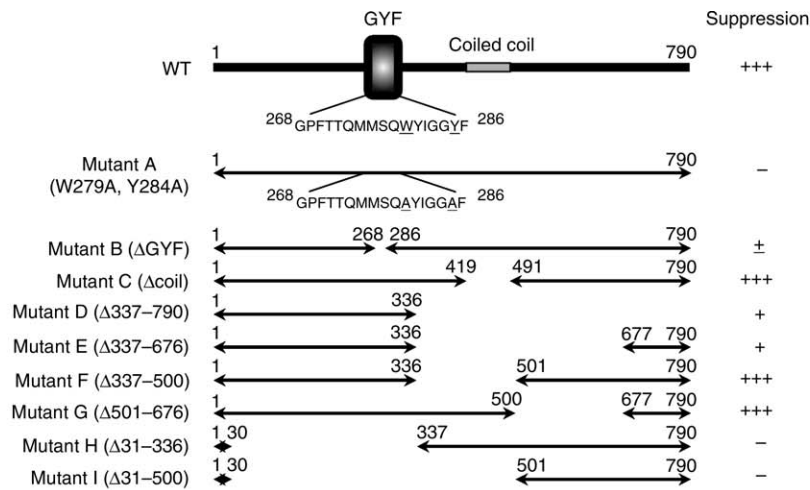 GYF
Suppression
1 Coiled coil 790
WT +++
268 GPFTTQMMSQWYIGGYF 286
Mutant A 1 790
(W279A, Y284A) –
268 GPFTTQMMSQAYIGGAF 286
Mutant B (ΔGYF) 1 268 286 790 ±
Mutant C (Δcoil) 1 419 491 790 +++
Mutant D (Δ337–790) 1 336 +
Mutant E (Δ337–676) 1 336 677 790 +
Mutant F (Δ337–500) 1 336 501 790 +++
Mutant G (Δ501–676) 1 500 677 790 +++
Mutant H (Δ31–336) 1 30 337 790 –
Mutant I (Δ31–500) 1 30 501 790 –